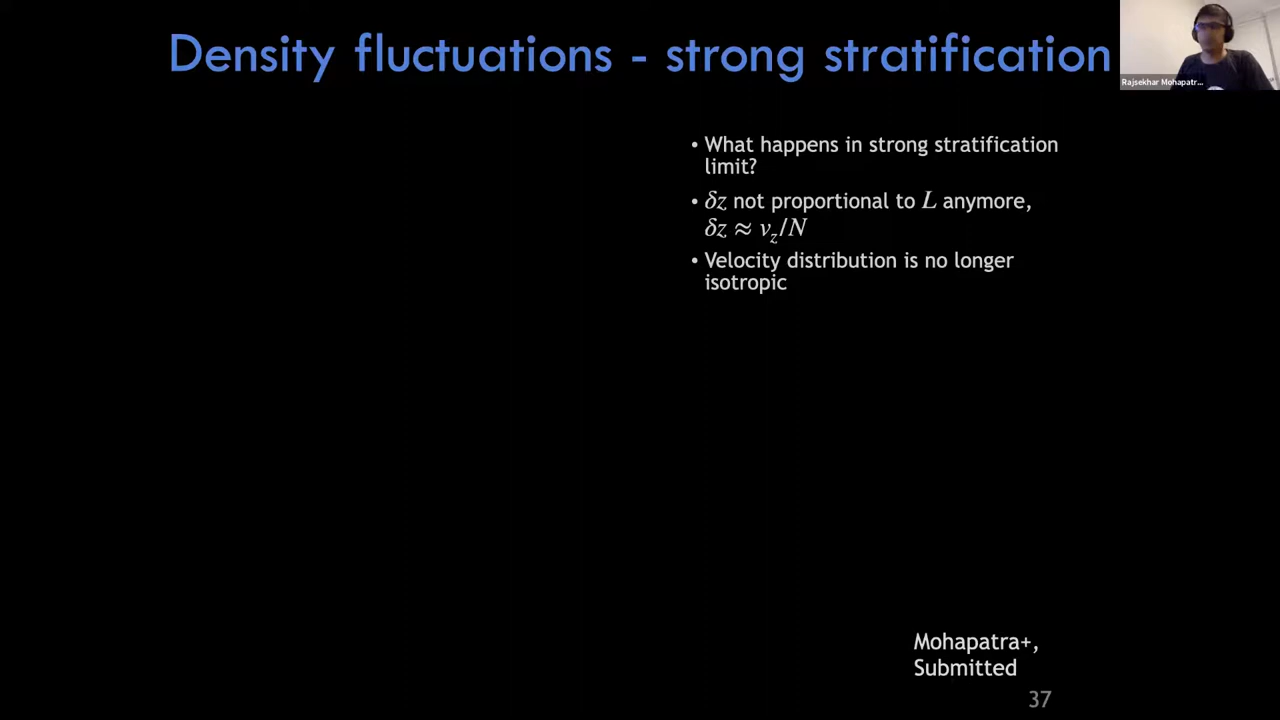 Density fluctuations - strong stratification
Rajsekhar Mohapatr...
• What happens in strong stratification
limit?
• δz not proportional to L anymore,
δz ≈ v_z/N
• Velocity distribution is no longer
isotropic
Mohapatra+,
Submitted
37